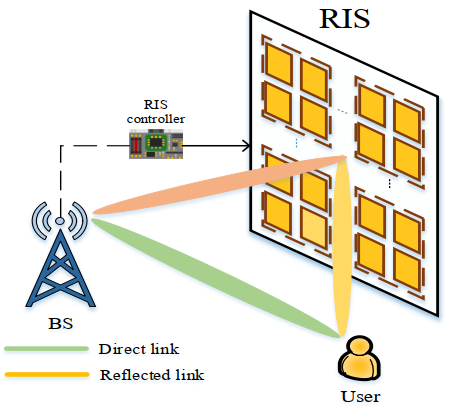 RIS
RIS
controller
BS
Direct link
Reflected link
User